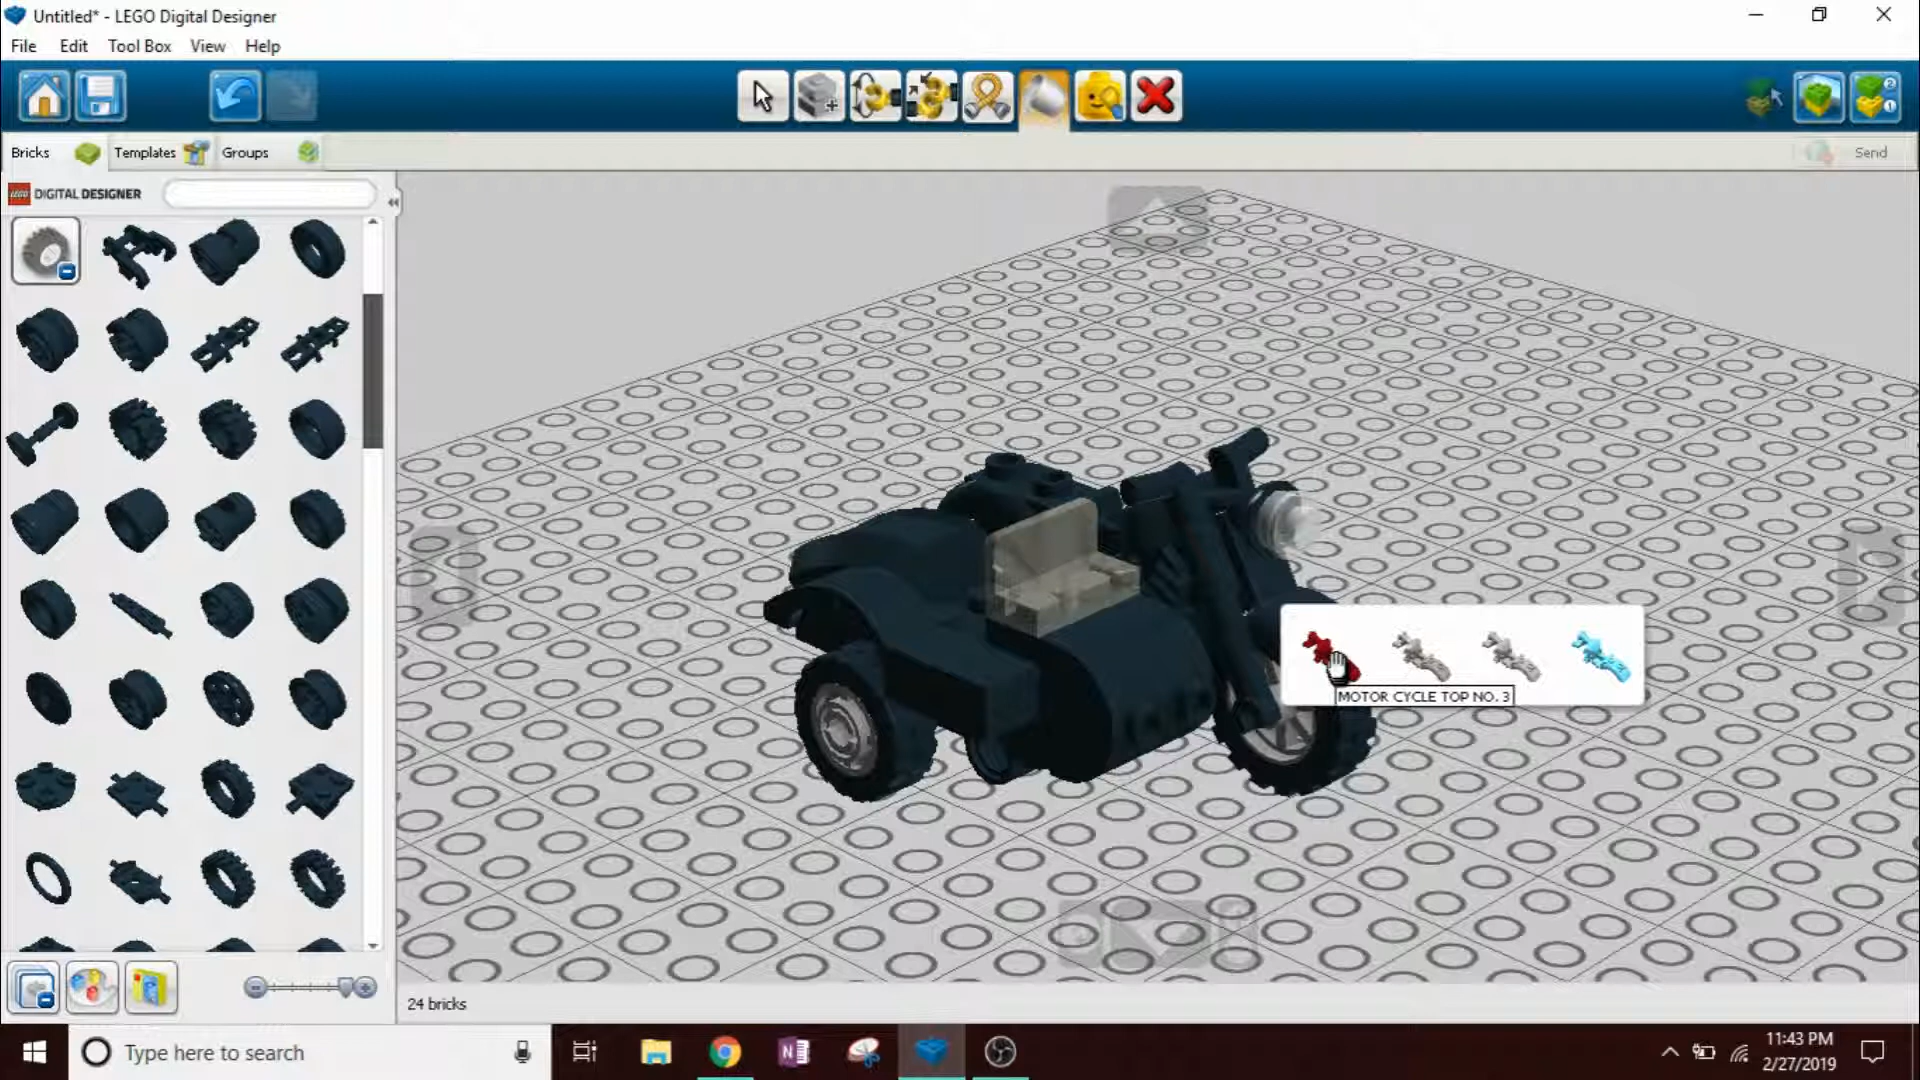 Untitled* - LEGO Digital Designer
File Edit Tool Box View Help
Bricks Templates Groups Send
LEGO DIGITAL DESIGNER
MOTOR CYCLE TOP NO. 3
24 bricks
Type here to search
11:43 PM
2/27/2019